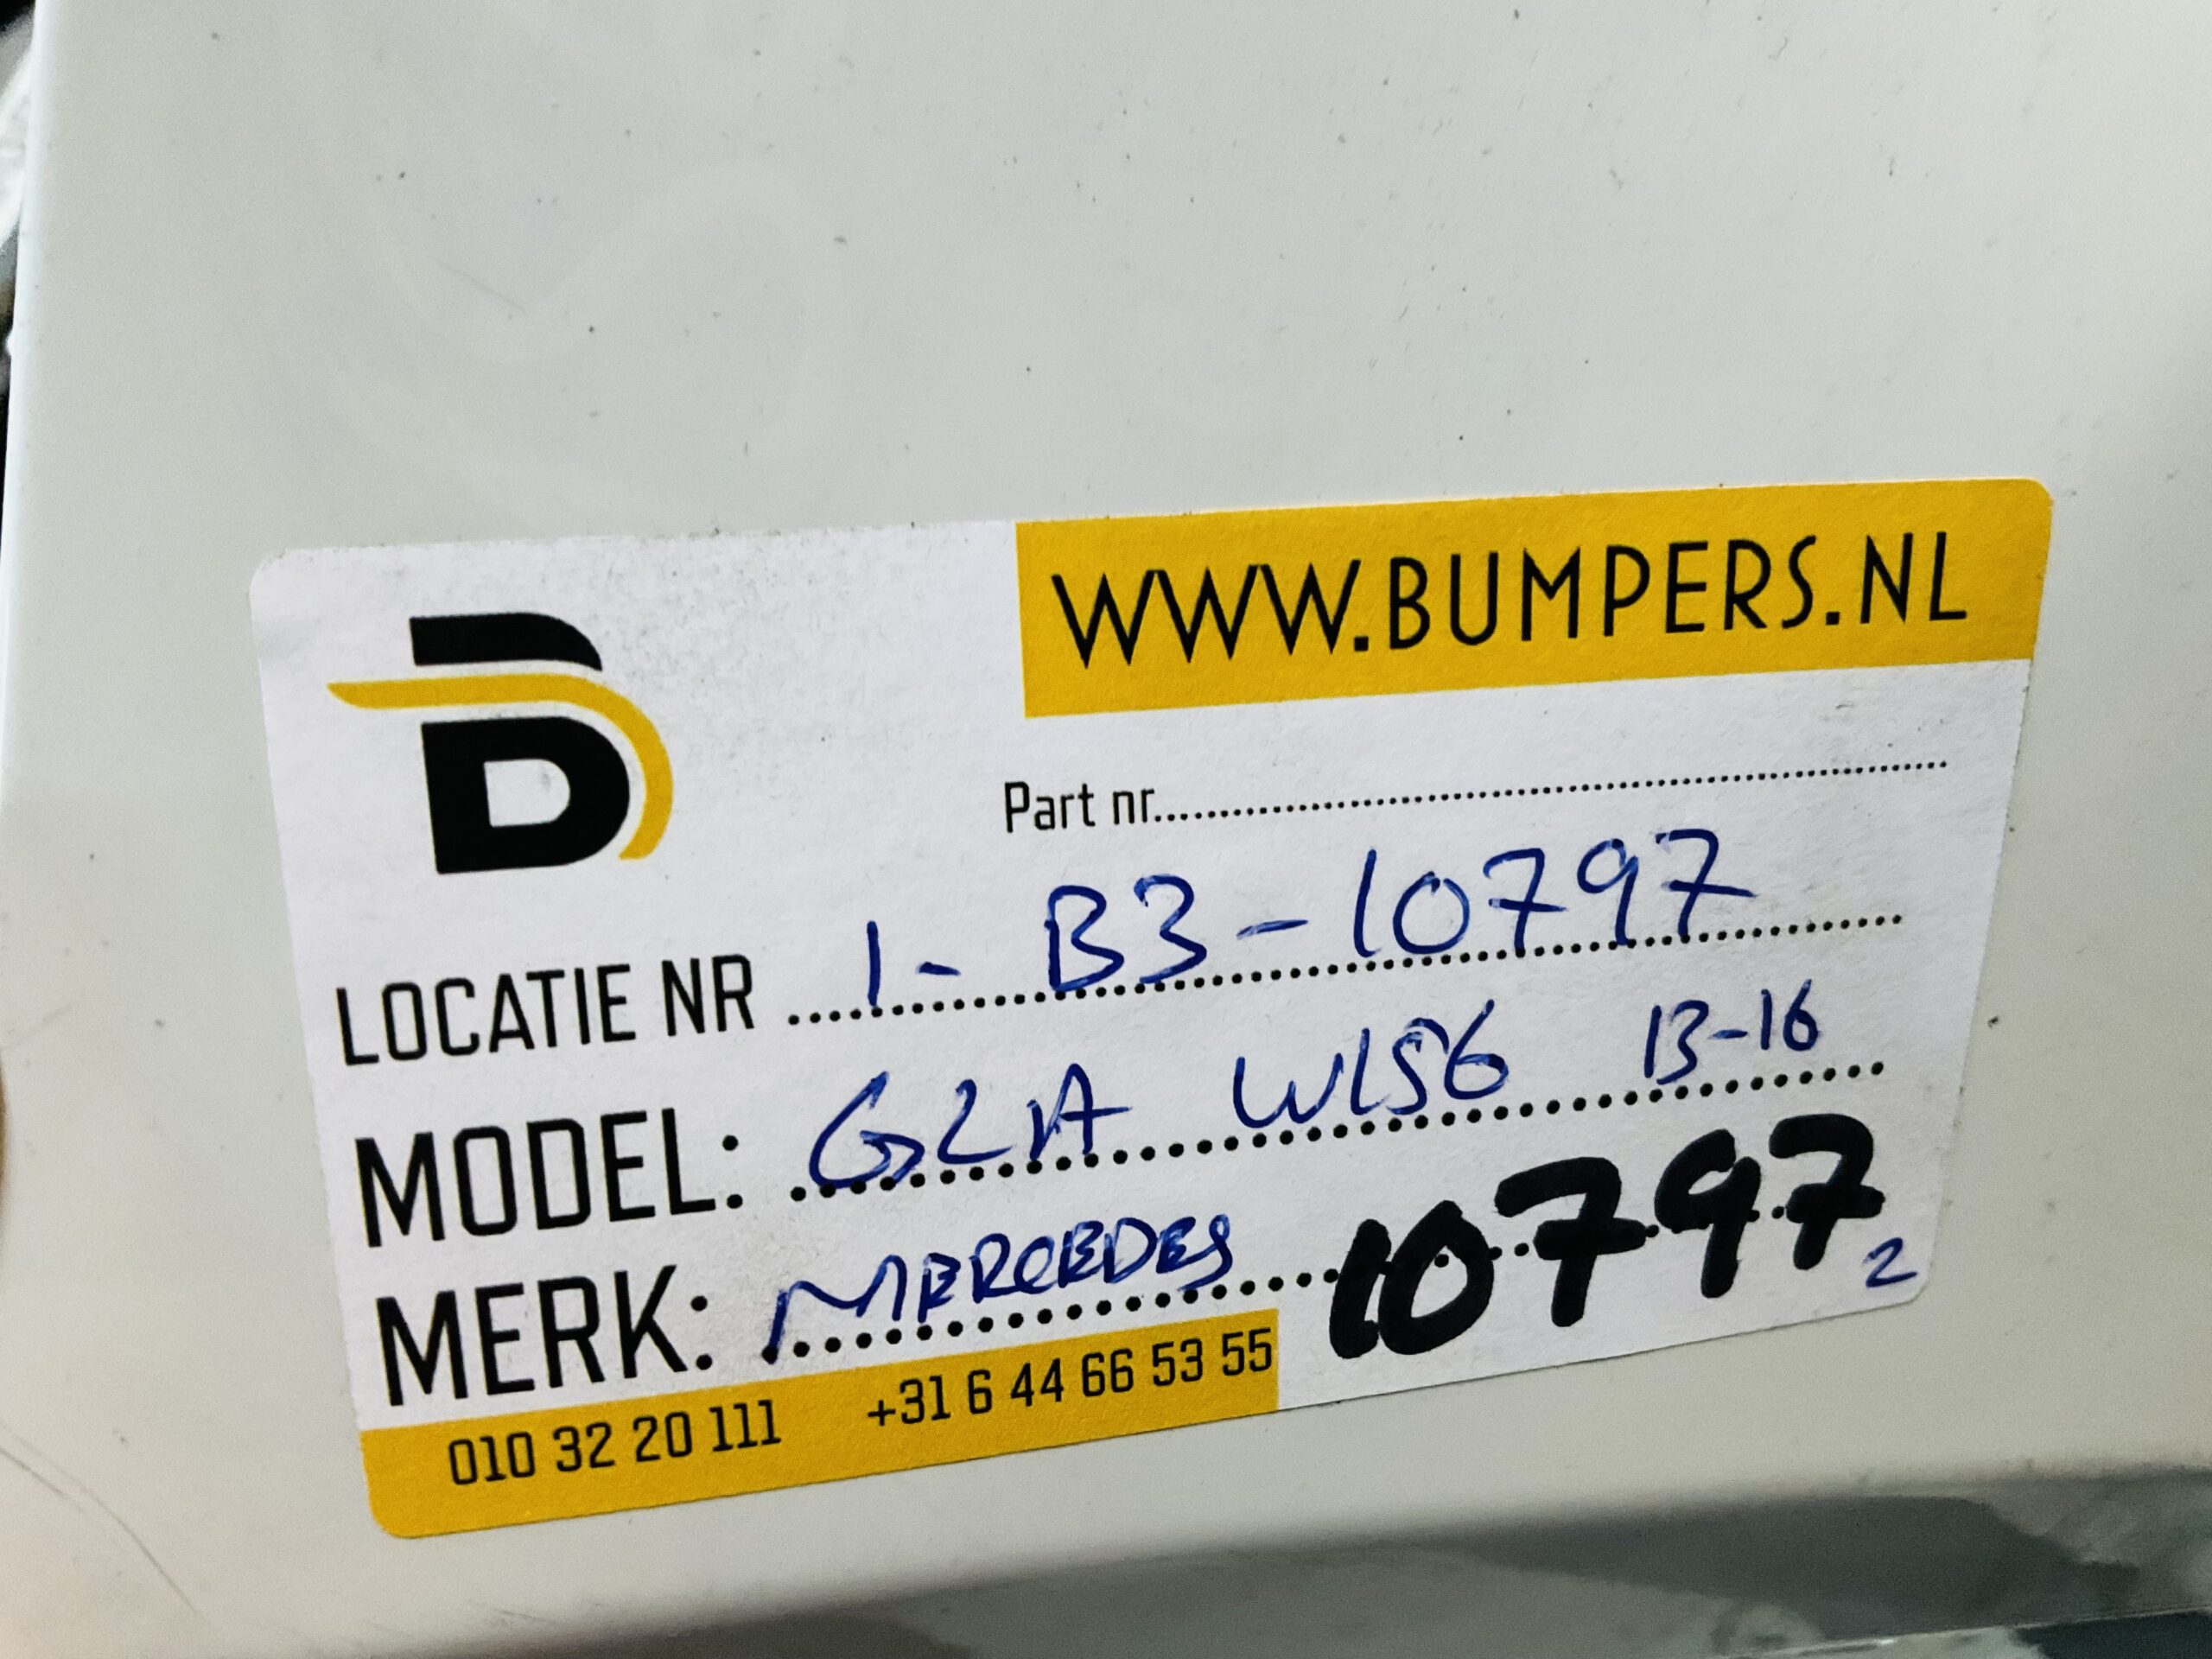 WWW.BUMPERS.NL
B
Part nr..........
LOCATIE NR 1- B3-10797
MODEL: GLA W156 13-16
MERK: MERCEDES 10797 2
010 32 20 111 +31 6 44 66 53 55